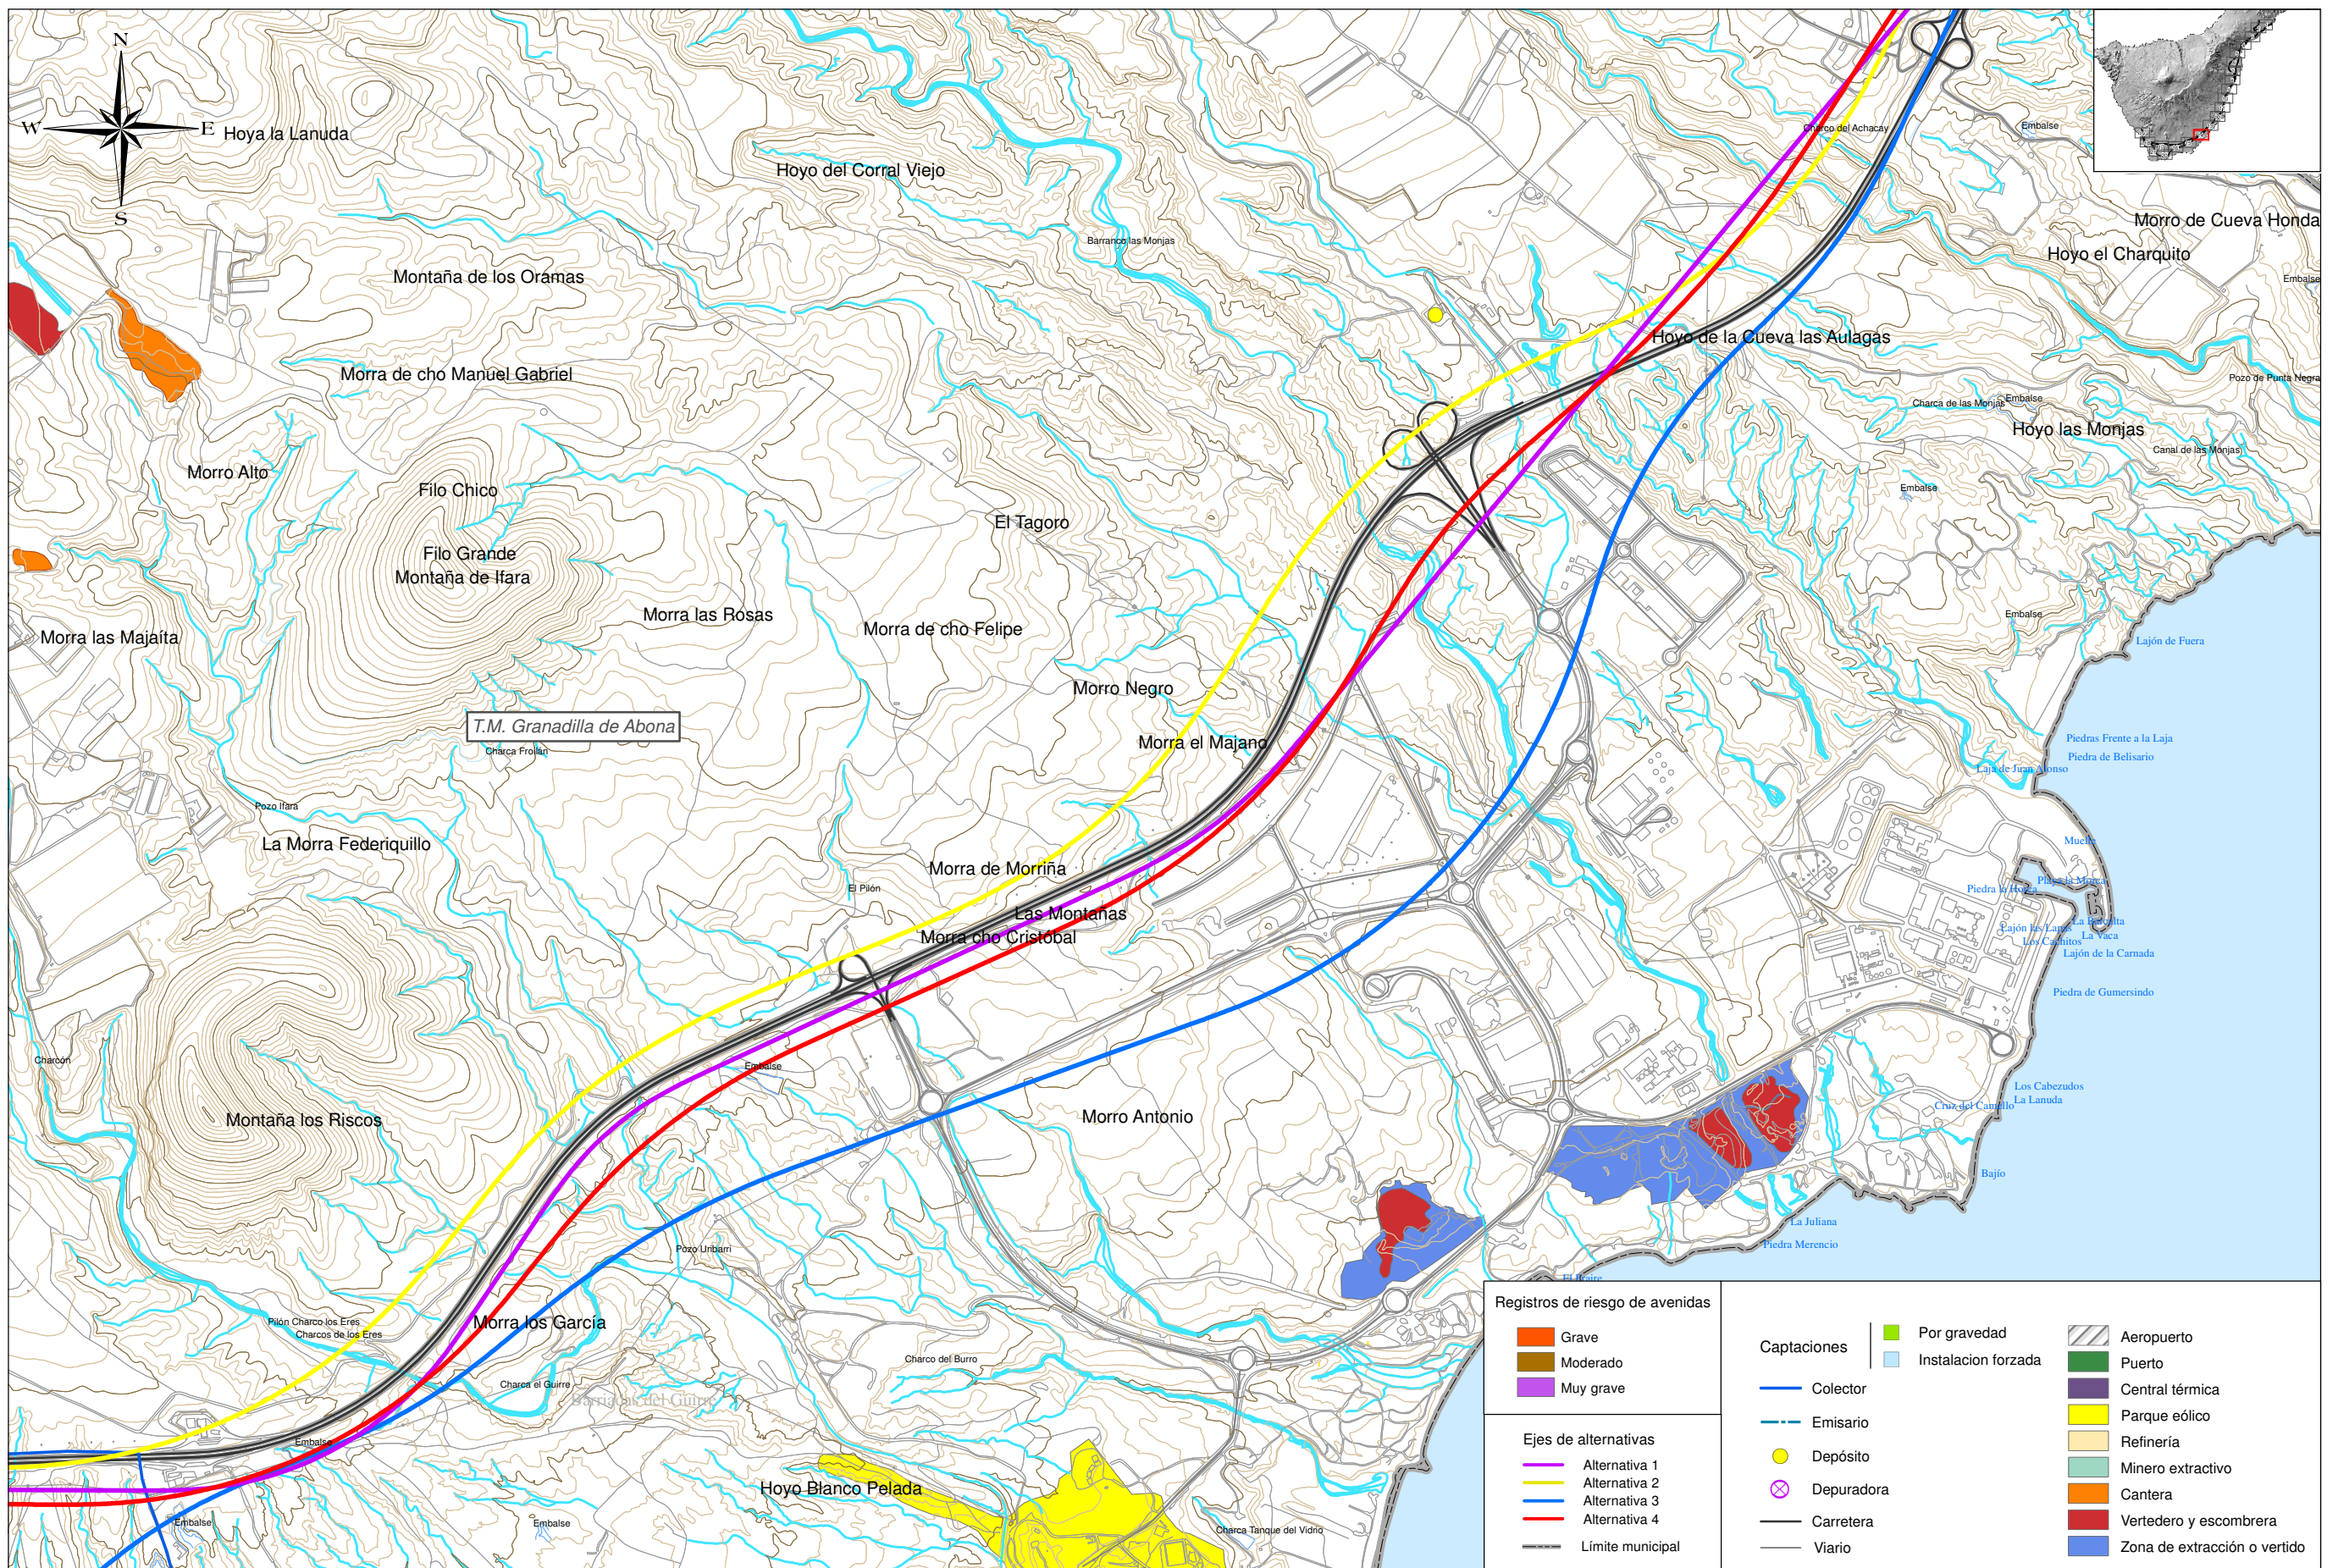 N
W
E
S
Hoya la Lanuda
Hoyo del Corral Viejo
Charco del Achacay
Embalse
Morro de Cueva Honda
Barranco las Monjas
Hoyo el Charquito
Montaña de los Oramas
Embalse
Hoyo de la Cueva las Aulagas
Morra de cho Manuel Gabriel
Pozo de Punta Negra
Charca de las Monjas
Embalse
Hoyo las Monjas
Canal de las Monjas
Morro Alto
Filo Chico
Embalse
El Tagoro
Filo Grande
Montaña de Ifara
Embalse
Morra las Rosas
Morra de cho Felipe
Morra las Majaíta
Lajón de Fuera
Morro Negro
T.M. Granadilla de Abona
Charca Froilán
Morra el Majano
Piedras Frente a la Laja
Piedra de Belisario
Laja de Juan Alonso
Pozo Ifara
La Morra Federiquillo
Muelle
Morra de Morriña
El Pilón
Las Montañas
Morra cho Cristóbal
La Vaca
Los Cachitos
Lajón de la Carnada
Piedra de Gumersindo
Charcón
Embalse
Los Cabezudos
La Lanuda
Cruz del Camello
Montaña los Riscos
Morro Antonio
Bajío
La Juliana
Piedra Merencio
Pozo Uribarri
Pilón Charco los Eres
Charcos de los Eres
Morra los García
Charco del Burro
Charca el Guirre
Barriadas del Guirre
Embalse
Hoyo Blanco Pelada
Embalse
Embalse
Charca Tanque del Vidrio
Registros de riesgo de avenidas
Grave
Moderado
Muy grave
Ejes de alternativas
Alternativa 1
Alternativa 2
Alternativa 3
Alternativa 4
Límite municipal
Captaciones
Por gravedad
Instalacion forzada
Colector
Emisario
Depósito
Depuradora
Carretera
Viario
Aeropuerto
Puerto
Central térmica
Parque eólico
Refinería
Minero extractivo
Cantera
Vertedero y escombrera
Zona de extracción o vertido